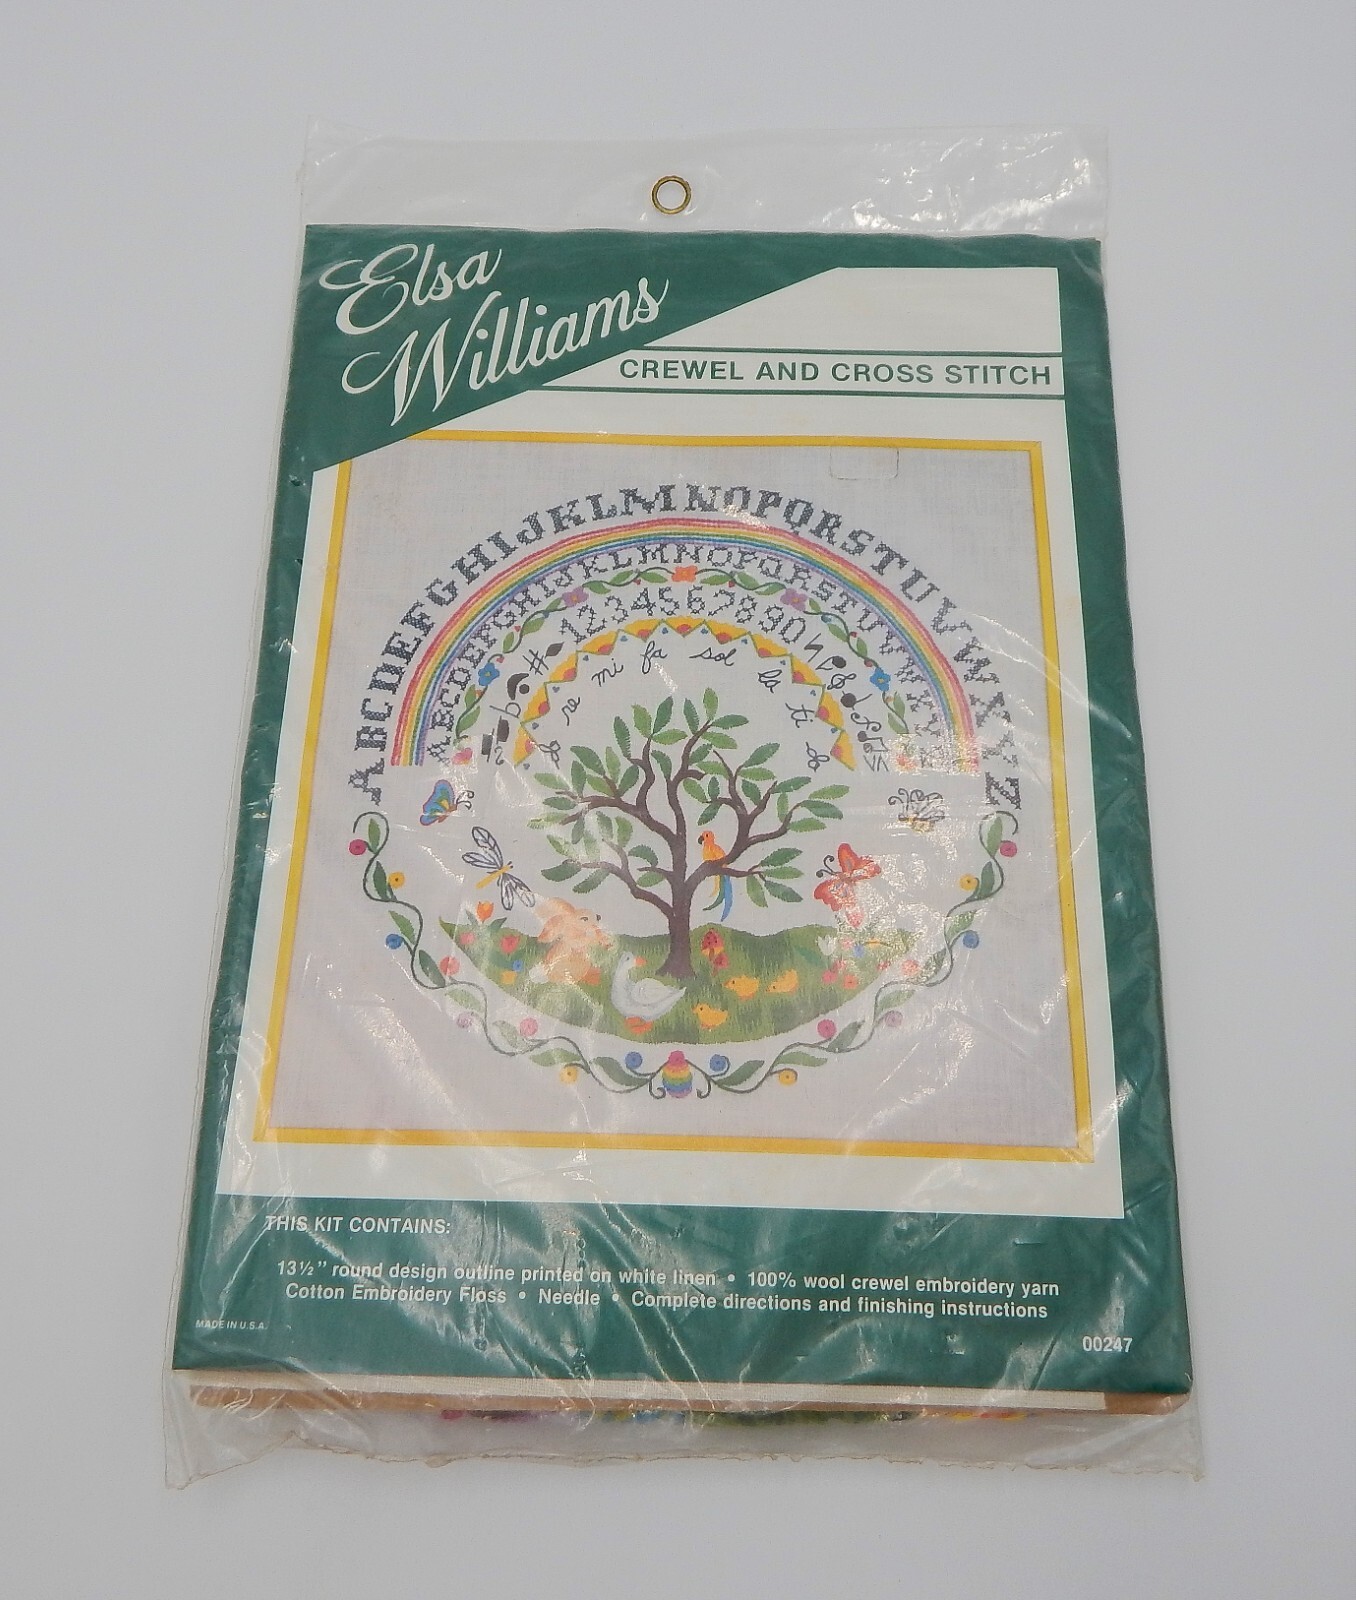 Elsa
Williams
CREWEL AND CROSS STITCH
ABCDEFGHIJKLMNOPQRSTUVWXYZ
ABCDEFGHIJKLMNOPQRSTUVWXYZ
1234567890
do re mi fa sol la ti do
THIS KIT CONTAINS:
13½" round design outline printed on white linen • 100% wool crewel embroidery yarn
Cotton Embroidery Floss • Needle • Complete directions and finishing instructions
MADE IN U.S.A.
00247